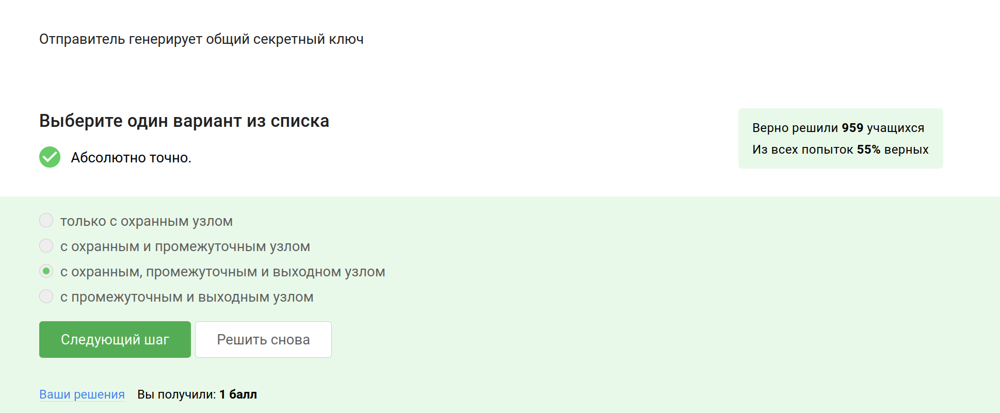 Отправитель генерирует общий секретный ключ
Выберите один вариант из списка
Абсолютно точно.
Верно решили 959 учащихся
Из всех попыток 55% верных
только с охранным узлом
с охранным и промежуточным узлом
с охранным, промежуточным и выходном узлом
с промежуточным и выходным узлом
Следующий шаг
Решить снова
Ваши решения Вы получили: 1 балл